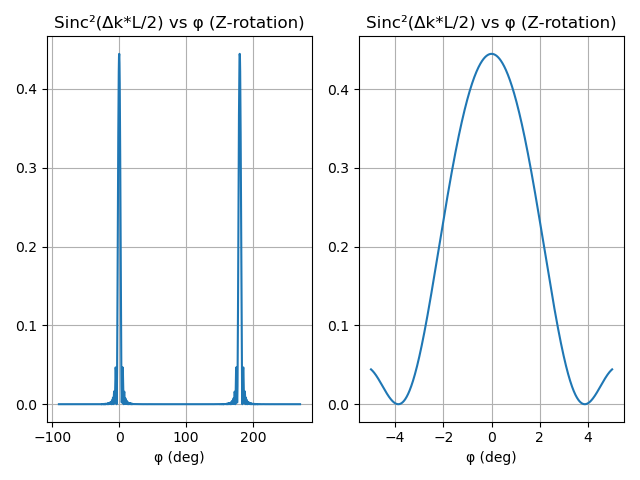 Sinc²(Δk*L/2) vs φ (Z-rotation)
0.4
0.3
0.2
0.1
0.0
−100 0 100 200
φ (deg)
Sinc²(Δk*L/2) vs φ (Z-rotation)
0.4
0.3
0.2
0.1
0.0
−4 −2 0 2 4
φ (deg)